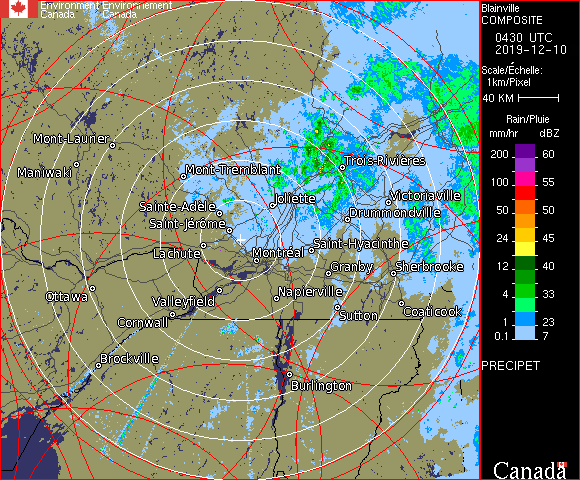 Environment Environnement
Canada Canada
Mont-Laurier
Maniwaki
Mont-Tremblant
Trois-Rivières
Joliette
Victoriaville
Sainte-Adele
Drummondville
Saint-Jérôme
Saint-Hyacinthe
Lachute
Montréal
Granby
Sherbrooke
Ottawa
Valleyfield
Napierville
Cornwall
Sutton
Coaticook
Brockville
Burlington
Blainville
COMPOSITE
0430 UTC
2019-12-10
Scale/Échelle:
1km/Pixel
40 KM
Rain/Pluie
mm/hr dBZ
200 60
150 57
100 55
50 50
24 45
12 40
4 33
1 23
0.1 7
PRECIPET
Canada